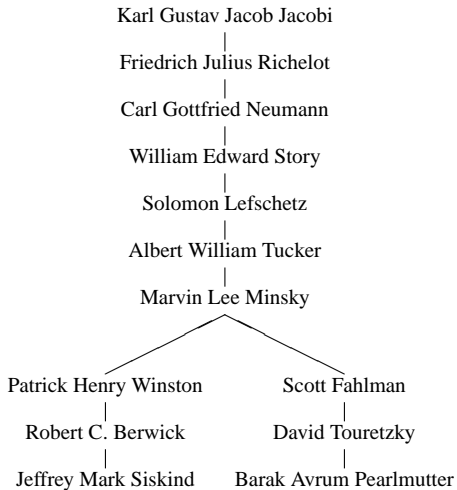 Karl Gustav Jacob Jacobi
Friedrich Julius Richelot
Carl Gottfried Neumann
William Edward Story
Solomon Lefschetz
Albert William Tucker
Marvin Lee Minsky
Patrick Henry Winston Scott Fahlman
Robert C. Berwick David Touretzky
Jeffrey Mark Siskind Barak Avrum Pearlmutter